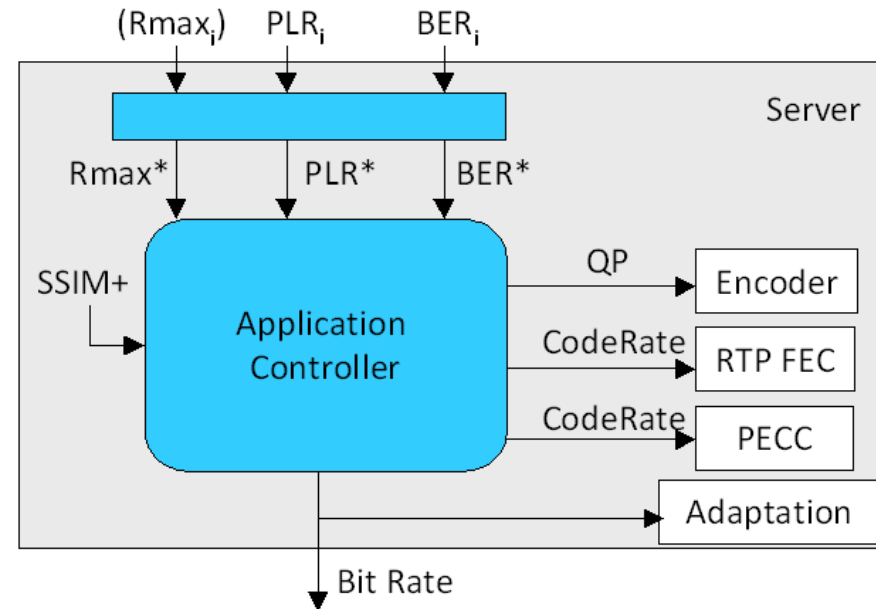 (Rmaxi) PLRi BERi
Server
Rmax* PLR* BER*
QP
SSIM+
Encoder
Application
Controller
CodeRate
RTP FEC
CodeRate
PECC
Adaptation
Bit Rate